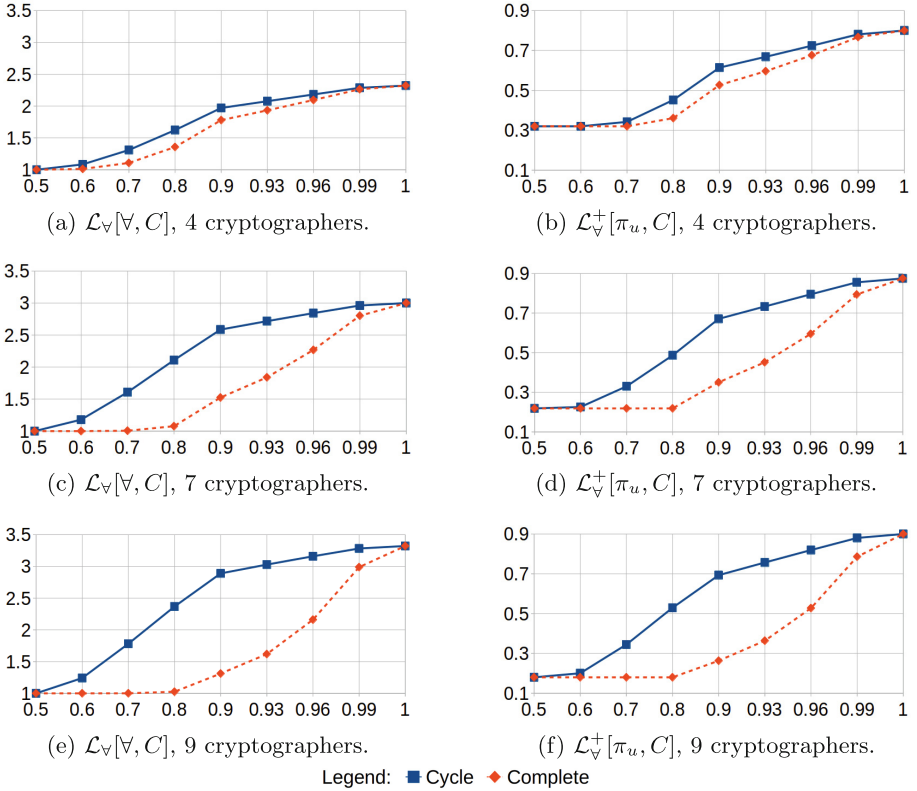 3.5
3
2.5
2
1.5
1
0.5 0.6 0.7 0.8 0.9 0.93 0.96 0.99 1
(a) ℒ∀[∀, C], 4 cryptographers.
0.9
0.7
0.5
0.3
0.1
0.5 0.6 0.7 0.8 0.9 0.93 0.96 0.99 1
(b) ℒ∀+[πu, C], 4 cryptographers.
3.5
3
2.5
2
1.5
1
0.5 0.6 0.7 0.8 0.9 0.93 0.96 0.99 1
(c) ℒ∀[∀, C], 7 cryptographers.
0.9
0.7
0.5
0.3
0.1
0.5 0.6 0.7 0.8 0.9 0.93 0.96 0.99 1
(d) ℒ∀+[πu, C], 7 cryptographers.
3.5
3
2.5
2
1.5
1
0.5 0.6 0.7 0.8 0.9 0.93 0.96 0.99 1
(e) ℒ∀[∀, C], 9 cryptographers.
0.9
0.7
0.5
0.3
0.1
0.5 0.6 0.7 0.8 0.9 0.93 0.96 0.99 1
(f) ℒ∀+[πu, C], 9 cryptographers.
Legend: Cycle Complete